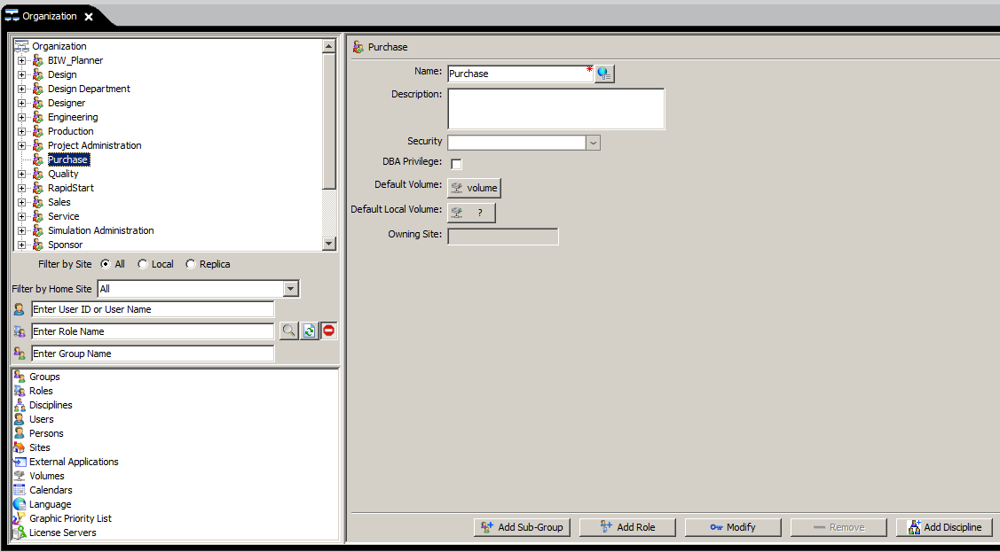 Organization
Organization
BIW_Planner
Design
Design Department
Designer
Engineering
Production
Project Administration
Purchase
Quality
RapidStart
Sales
Service
Simulation Administration
Sponsor
Filter by Site All Local Replica
Filter by Home Site All
Enter User ID or User Name
Enter Role Name
Enter Group Name
Groups
Roles
Disciplines
Users
Persons
Sites
External Applications
Volumes
Calendars
Language
Graphic Priority List
License Servers
Purchase
Name: Purchase *
Description:
Security
DBA Privilege:
Default Volume: volume
Default Local Volume: ?
Owning Site:
Add Sub-Group Add Role Modify Remove Add Discipline